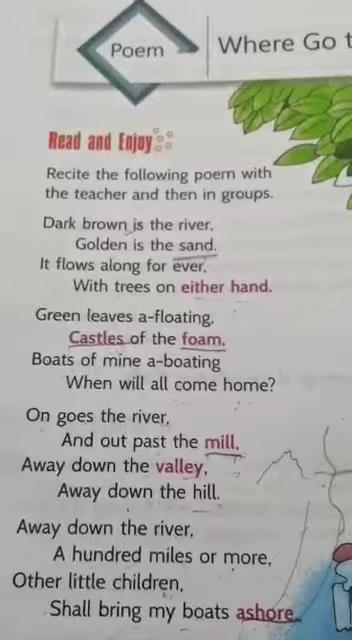 Poem
Where Go t
Read and Enjoy
Recite the following poem with
the teacher and then in groups.
Dark brown is the river,
Golden is the sand.
It flows along for ever,
With trees on either hand.
Green leaves a-floating,
Castles of the foam,
Boats of mine a-boating
When will all come home?
On goes the river,
And out past the mill,
Away down the valley,
Away down the hill.
Away down the river,
A hundred miles or more,
Other little children,
Shall bring my boats ashore.